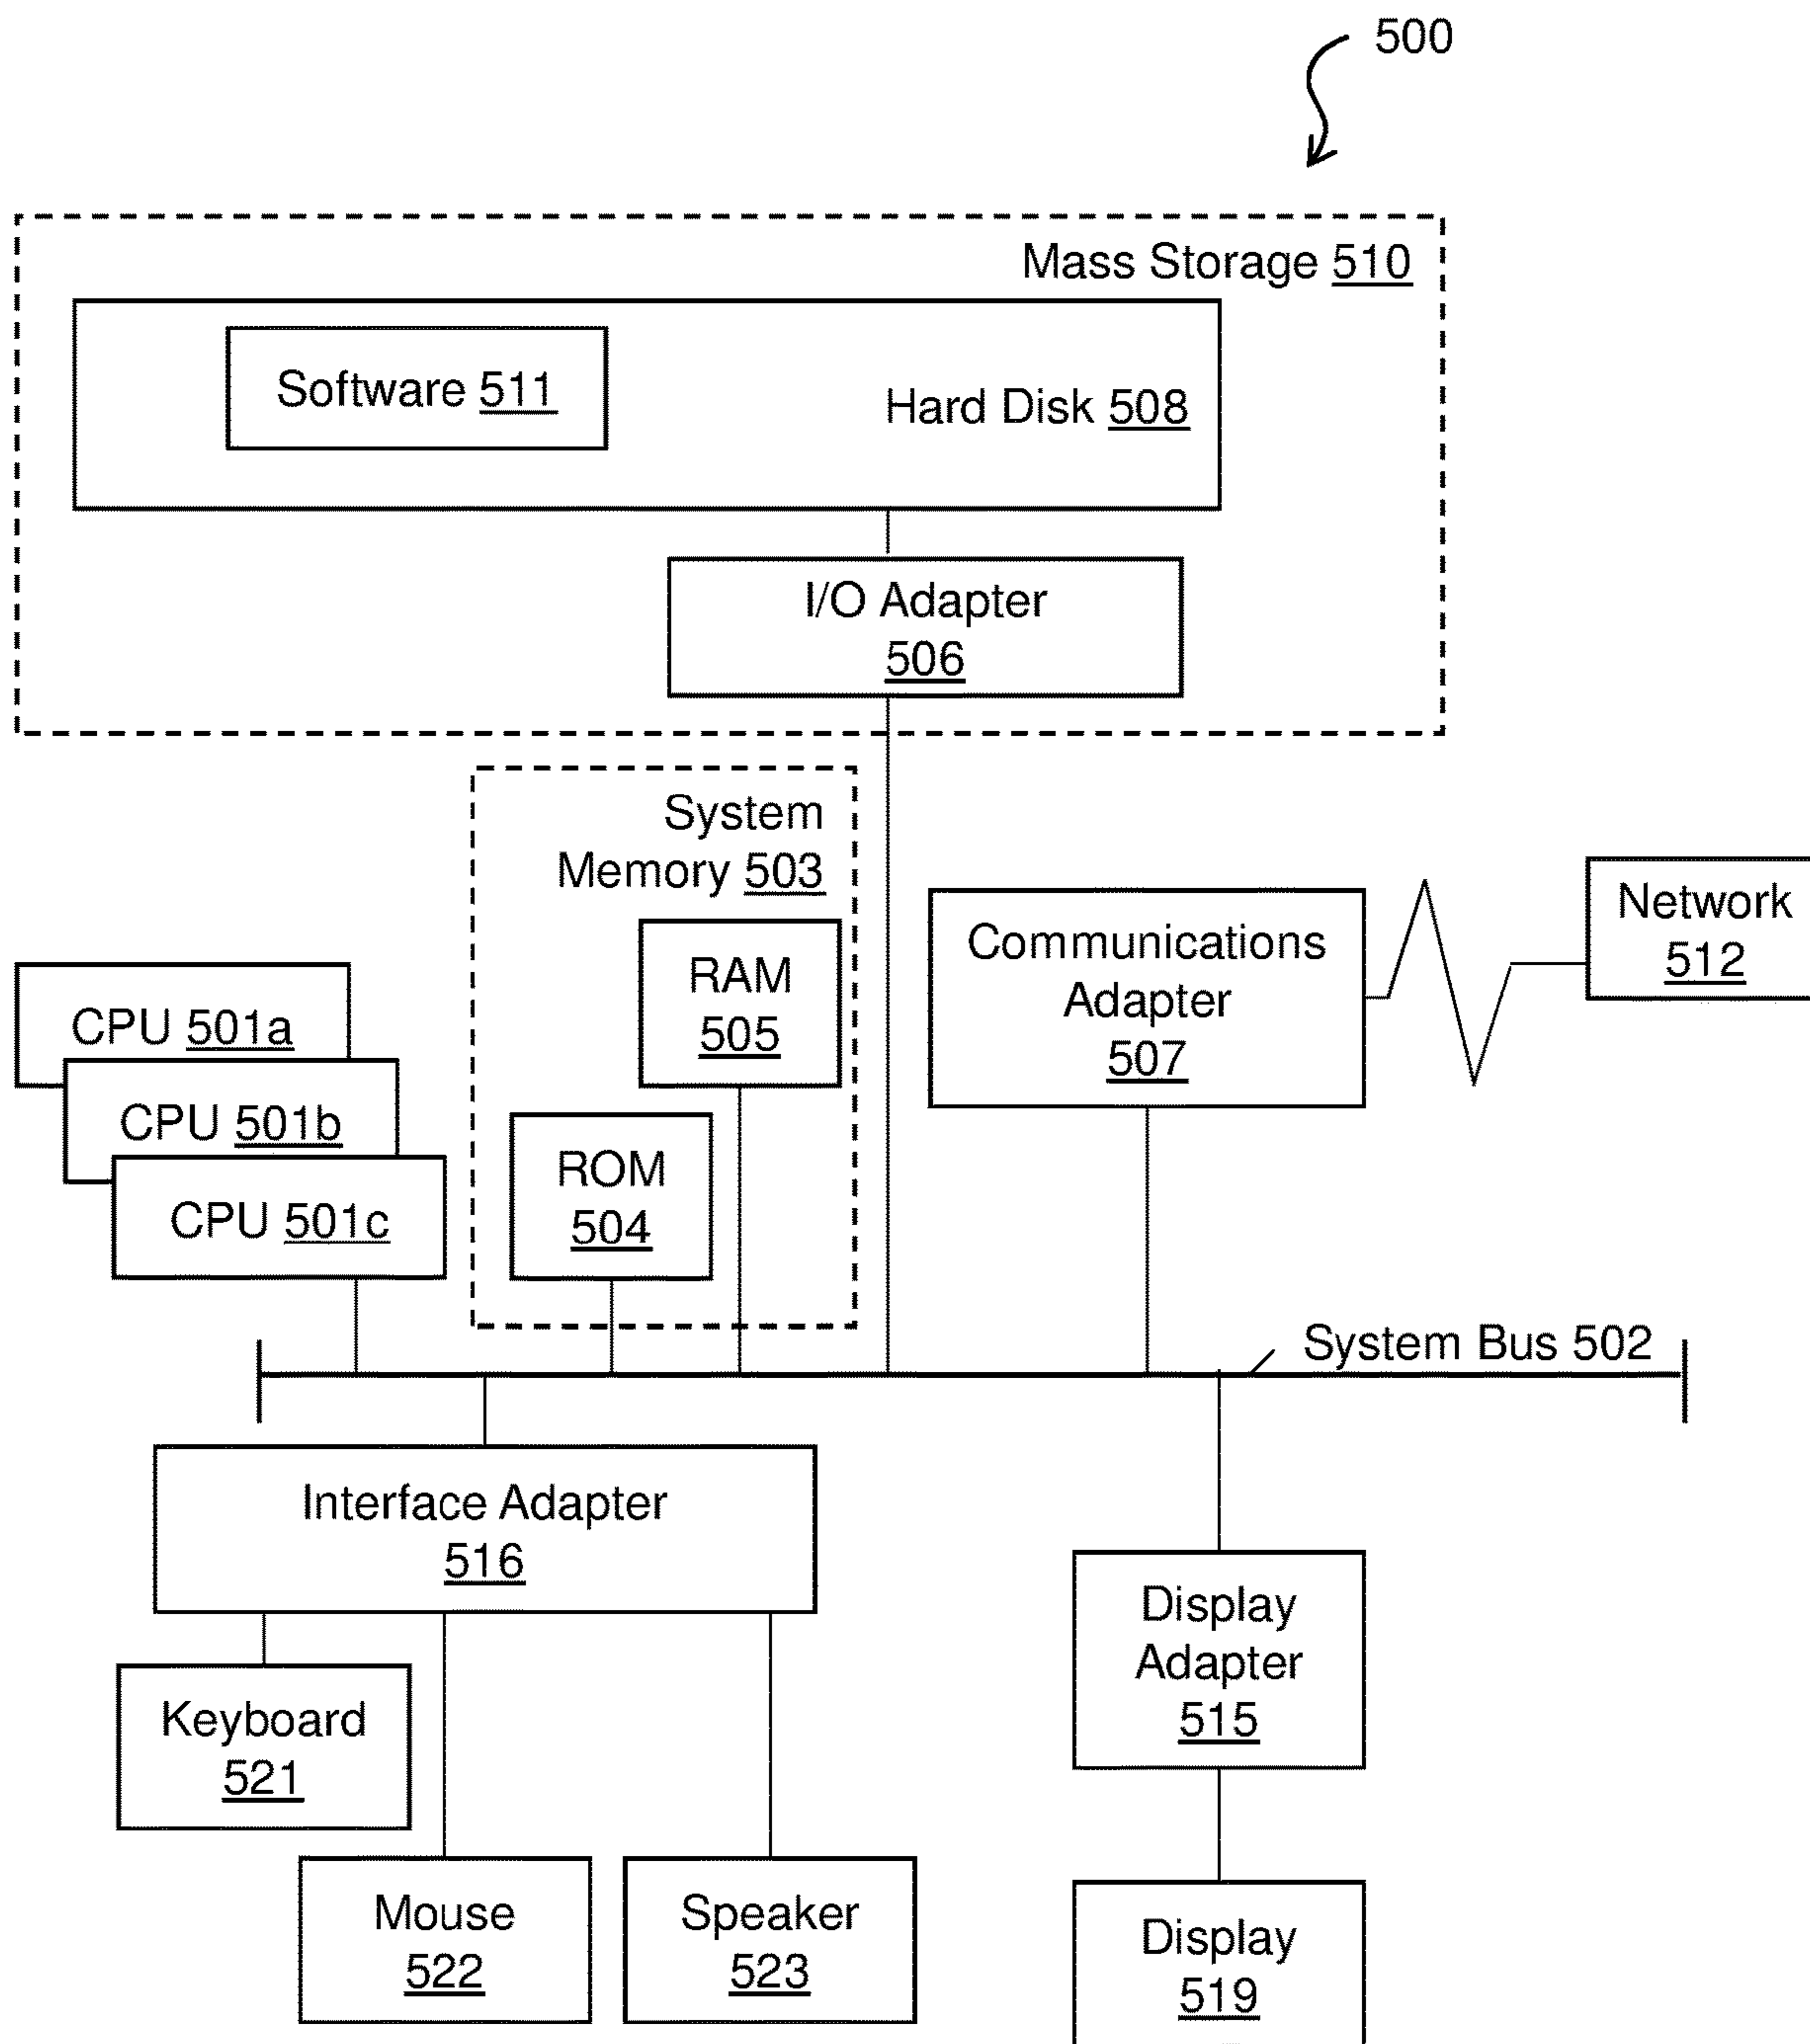 500
Mass Storage 510
Software 511
Hard Disk 508
I/O Adapter
506
System
Memory 503
RAM
505
ROM
504
CPU 501a
CPU 501b
CPU 501c
Communications
Adapter
507
Network
512
System Bus 502
Interface Adapter
516
Keyboard
521
Mouse
522
Speaker
523
Display
Adapter
515
Display
519